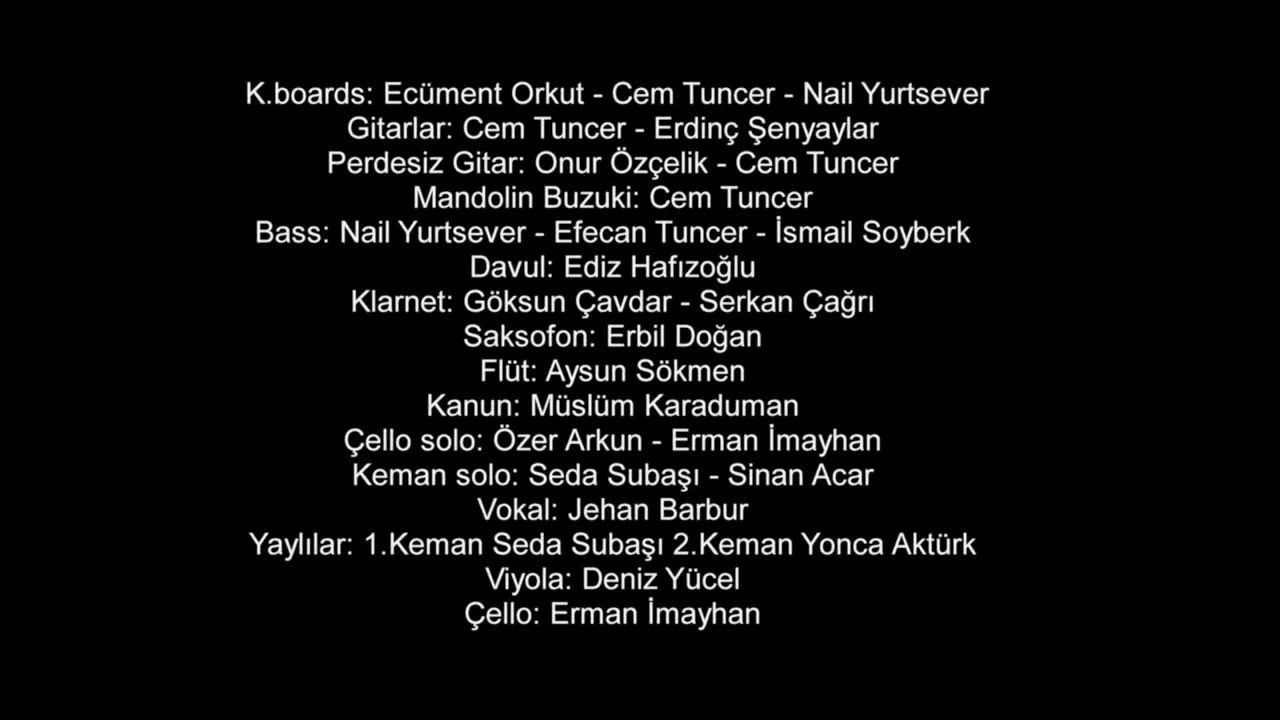 K.boards: Ecüment Orkut - Cem Tuncer - Nail Yurtsever
Gitarlar: Cem Tuncer - Erdinç Şenyaylar
Perdesiz Gitar: Onur Özçelik - Cem Tuncer
Mandolin Buzuki: Cem Tuncer
Bass: Nail Yurtsever - Efecan Tuncer - İsmail Soyberk
Davul: Ediz Hafızoğlu
Klarnet: Göksun Çavdar - Serkan Çağrı
Saksofon: Erbil Doğan
Flüt: Aysun Sökmen
Kanun: Müslüm Karaduman
Çello solo: Özer Arkun - Erman İmayhan
Keman solo: Seda Subaşı - Sinan Acar
Vokal: Jehan Barbur
Yaylılar: 1.Keman Seda Subaşı 2.Keman Yonca Aktürk
Viyola: Deniz Yücel
Çello: Erman İmayhan